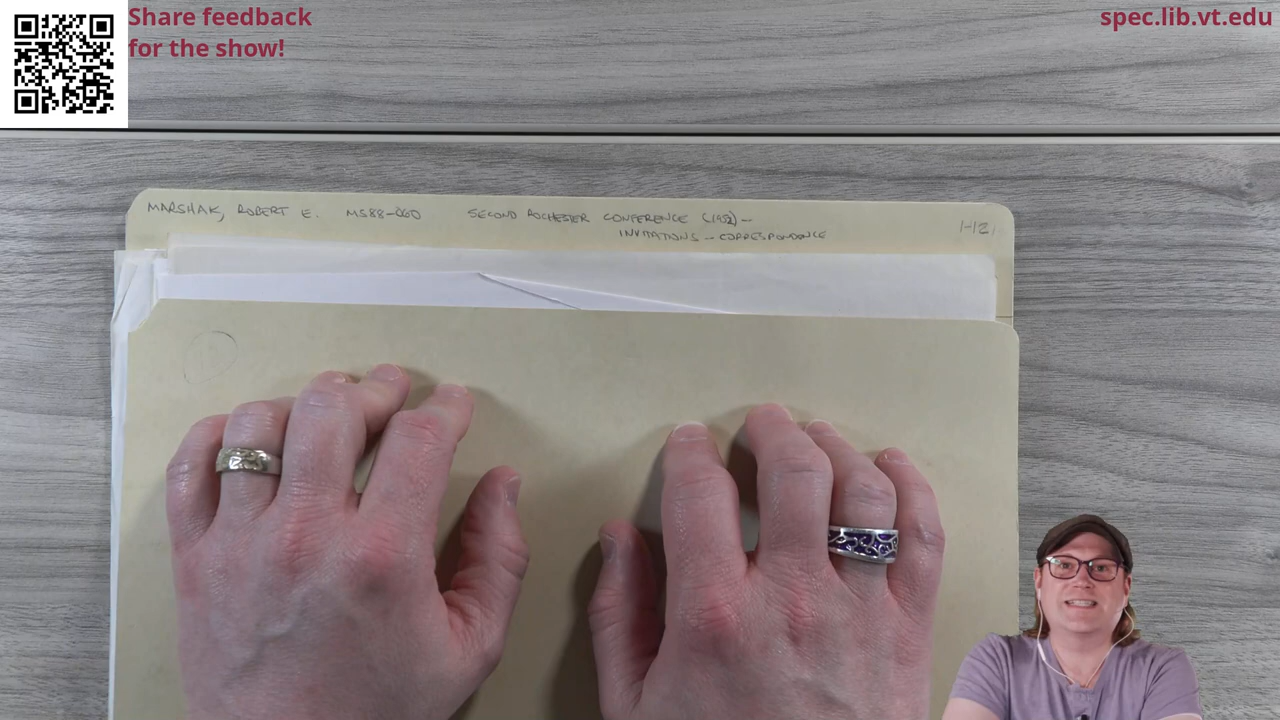 Share feedback
for the show!
spec.lib.vt.edu
MARSHAK, ROBERT E. MS88-060 SECOND ROCHESTER CONFERENCE (1952) —
INVITATIONS — CORRESPONDENCE
1-12